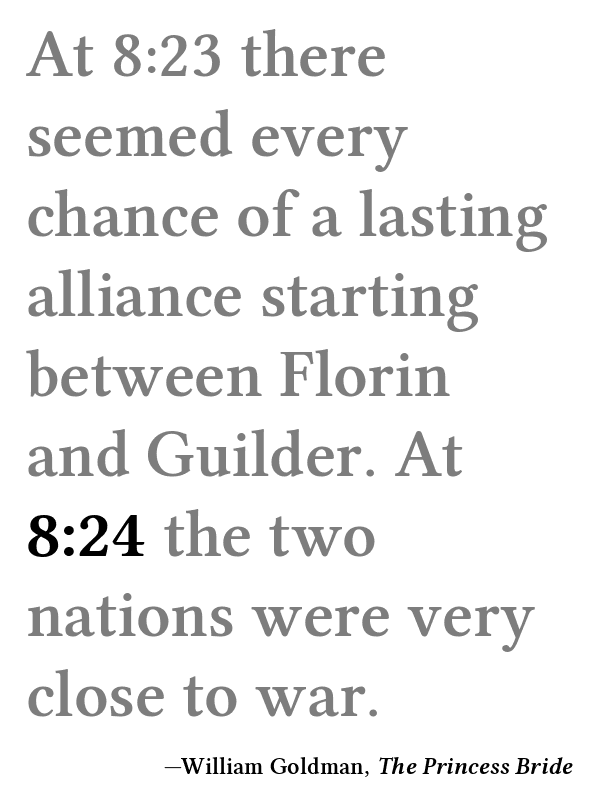 At 8:23 there
seemed every
chance of a lasting
alliance starting
between Florin
and Guilder. At
8:24 the two
nations were very
close to war.
—William Goldman, The Princess Bride